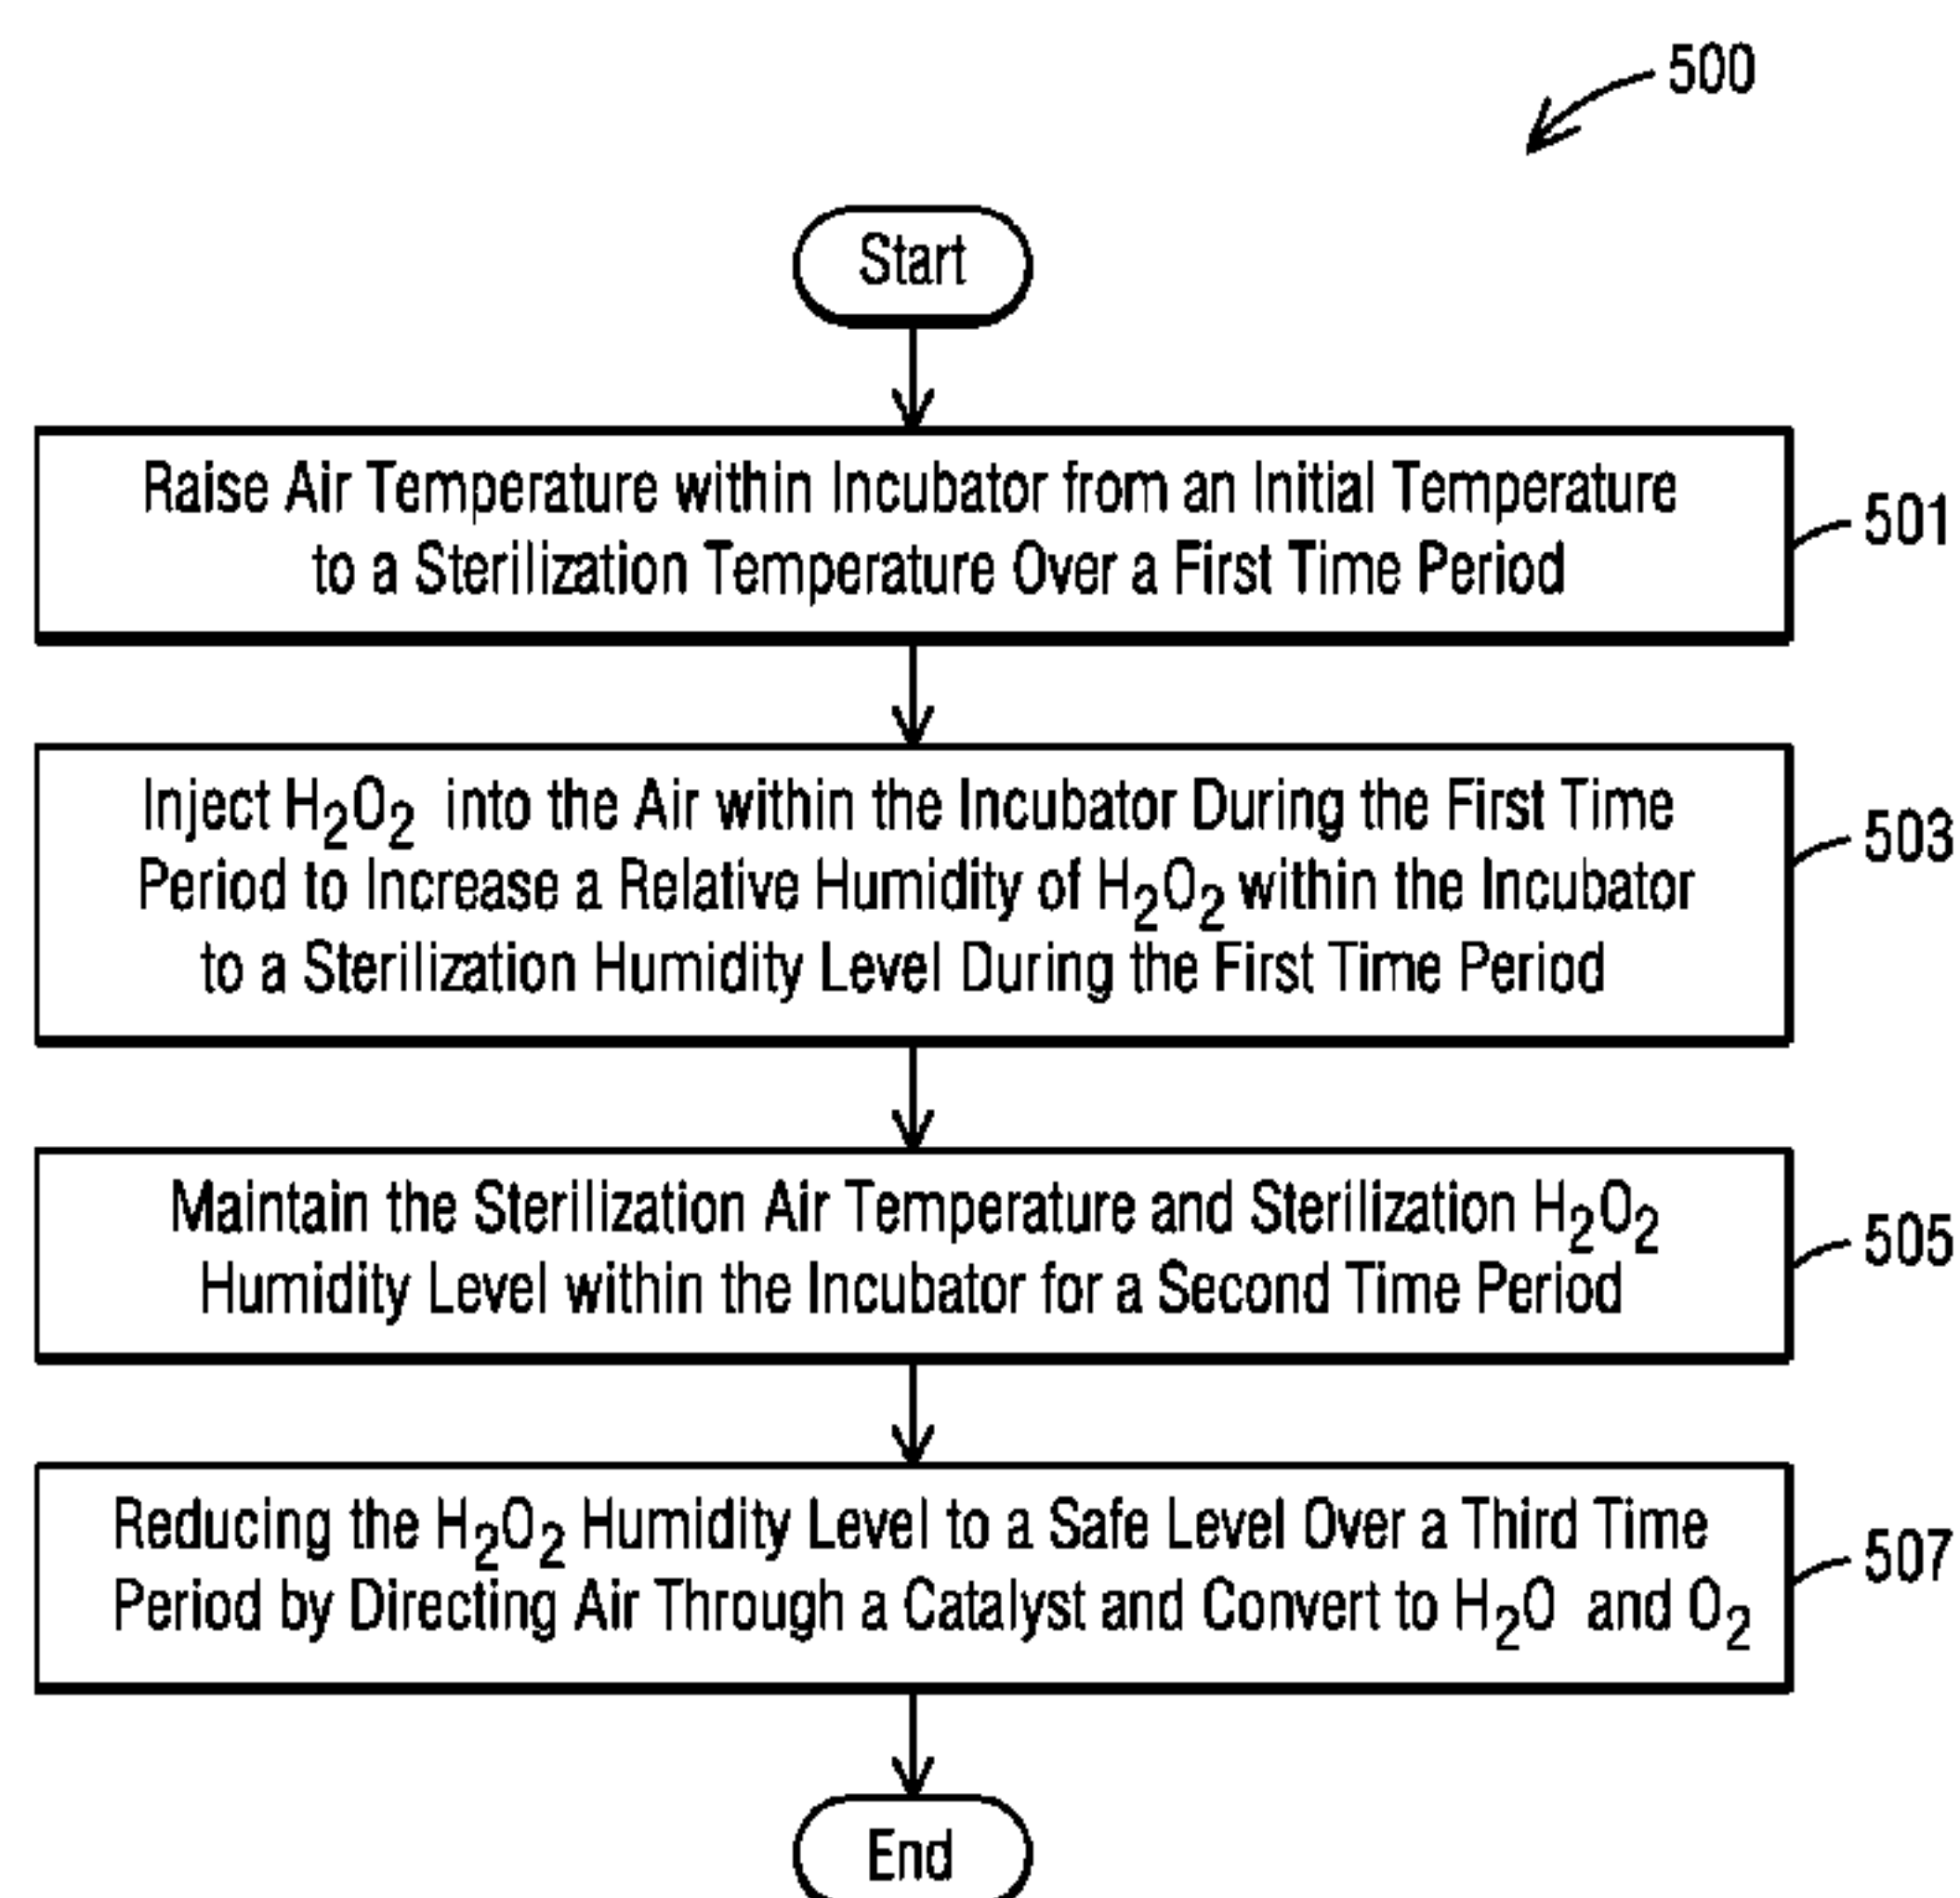 500
Start
Raise Air Temperature within Incubator from an Initial Temperature
to a Sterilization Temperature Over a First Time Period
501
Inject H₂O₂ into the Air within the Incubator During the First Time
Period to Increase a Relative Humidity of H₂O₂ within the Incubator
to a Sterilization Humidity Level During the First Time Period
503
Maintain the Sterilization Air Temperature and Sterilization H₂O₂
Humidity Level within the Incubator for a Second Time Period
505
Reducing the H₂O₂ Humidity Level to a Safe Level Over a Third Time
Period by Directing Air Through a Catalyst and Convert to H₂O and O₂
507
End